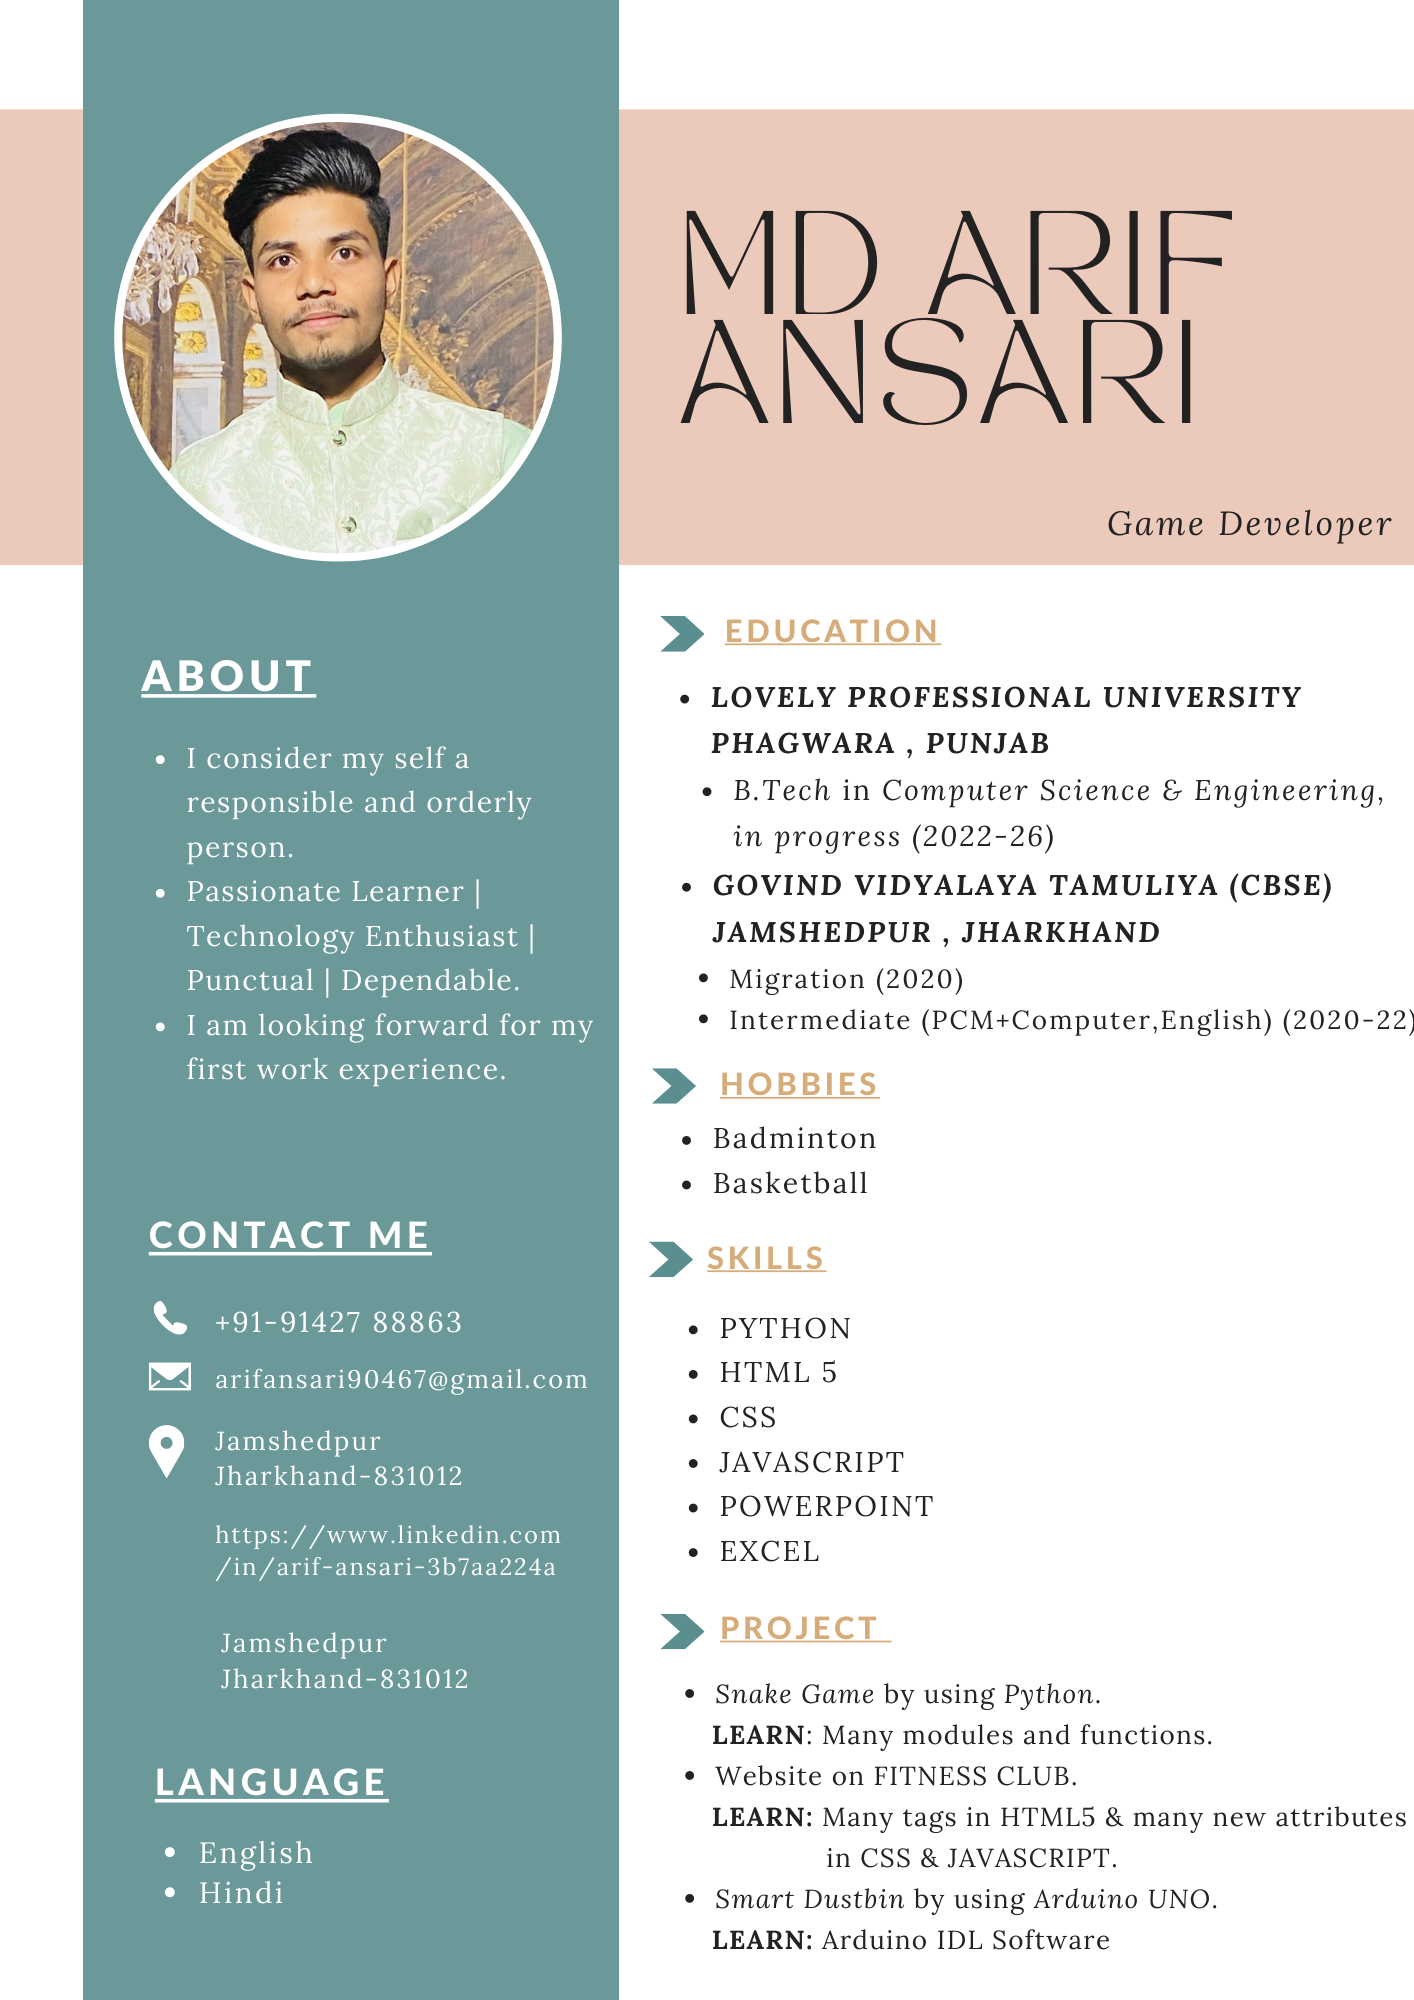 MD ARIF
ANSARI
Game Developer
ABOUT
• I consider my self a
responsible and orderly
person.
• Passionate Learner |
Technology Enthusiast |
Punctual | Dependable.
• I am looking forward for my
first work experience.
CONTACT ME
+91-91427 88863
arifansari90467@gmail.com
Jamshedpur
Jharkhand-831012
https://www.linkedin.com
/in/arif-ansari-3b7aa224a
Jamshedpur
Jharkhand-831012
LANGUAGE
• English
• Hindi
EDUCATION
• LOVELY PROFESSIONAL UNIVERSITY
PHAGWARA , PUNJAB
• B.Tech in Computer Science & Engineering,
in progress (2022-26)
• GOVIND VIDYALAYA TAMULIYA (CBSE)
JAMSHEDPUR , JHARKHAND
• Migration (2020)
• Intermediate (PCM+Computer,English) (2020-22)
HOBBIES
• Badminton
• Basketball
SKILLS
• PYTHON
• HTML 5
• CSS
• JAVASCRIPT
• POWERPOINT
• EXCEL
PROJECT
• Snake Game by using Python.
LEARN: Many modules and functions.
• Website on FITNESS CLUB.
LEARN: Many tags in HTML5 & many new attributes
in CSS & JAVASCRIPT.
• Smart Dustbin by using Arduino UNO.
LEARN: Arduino IDL Software